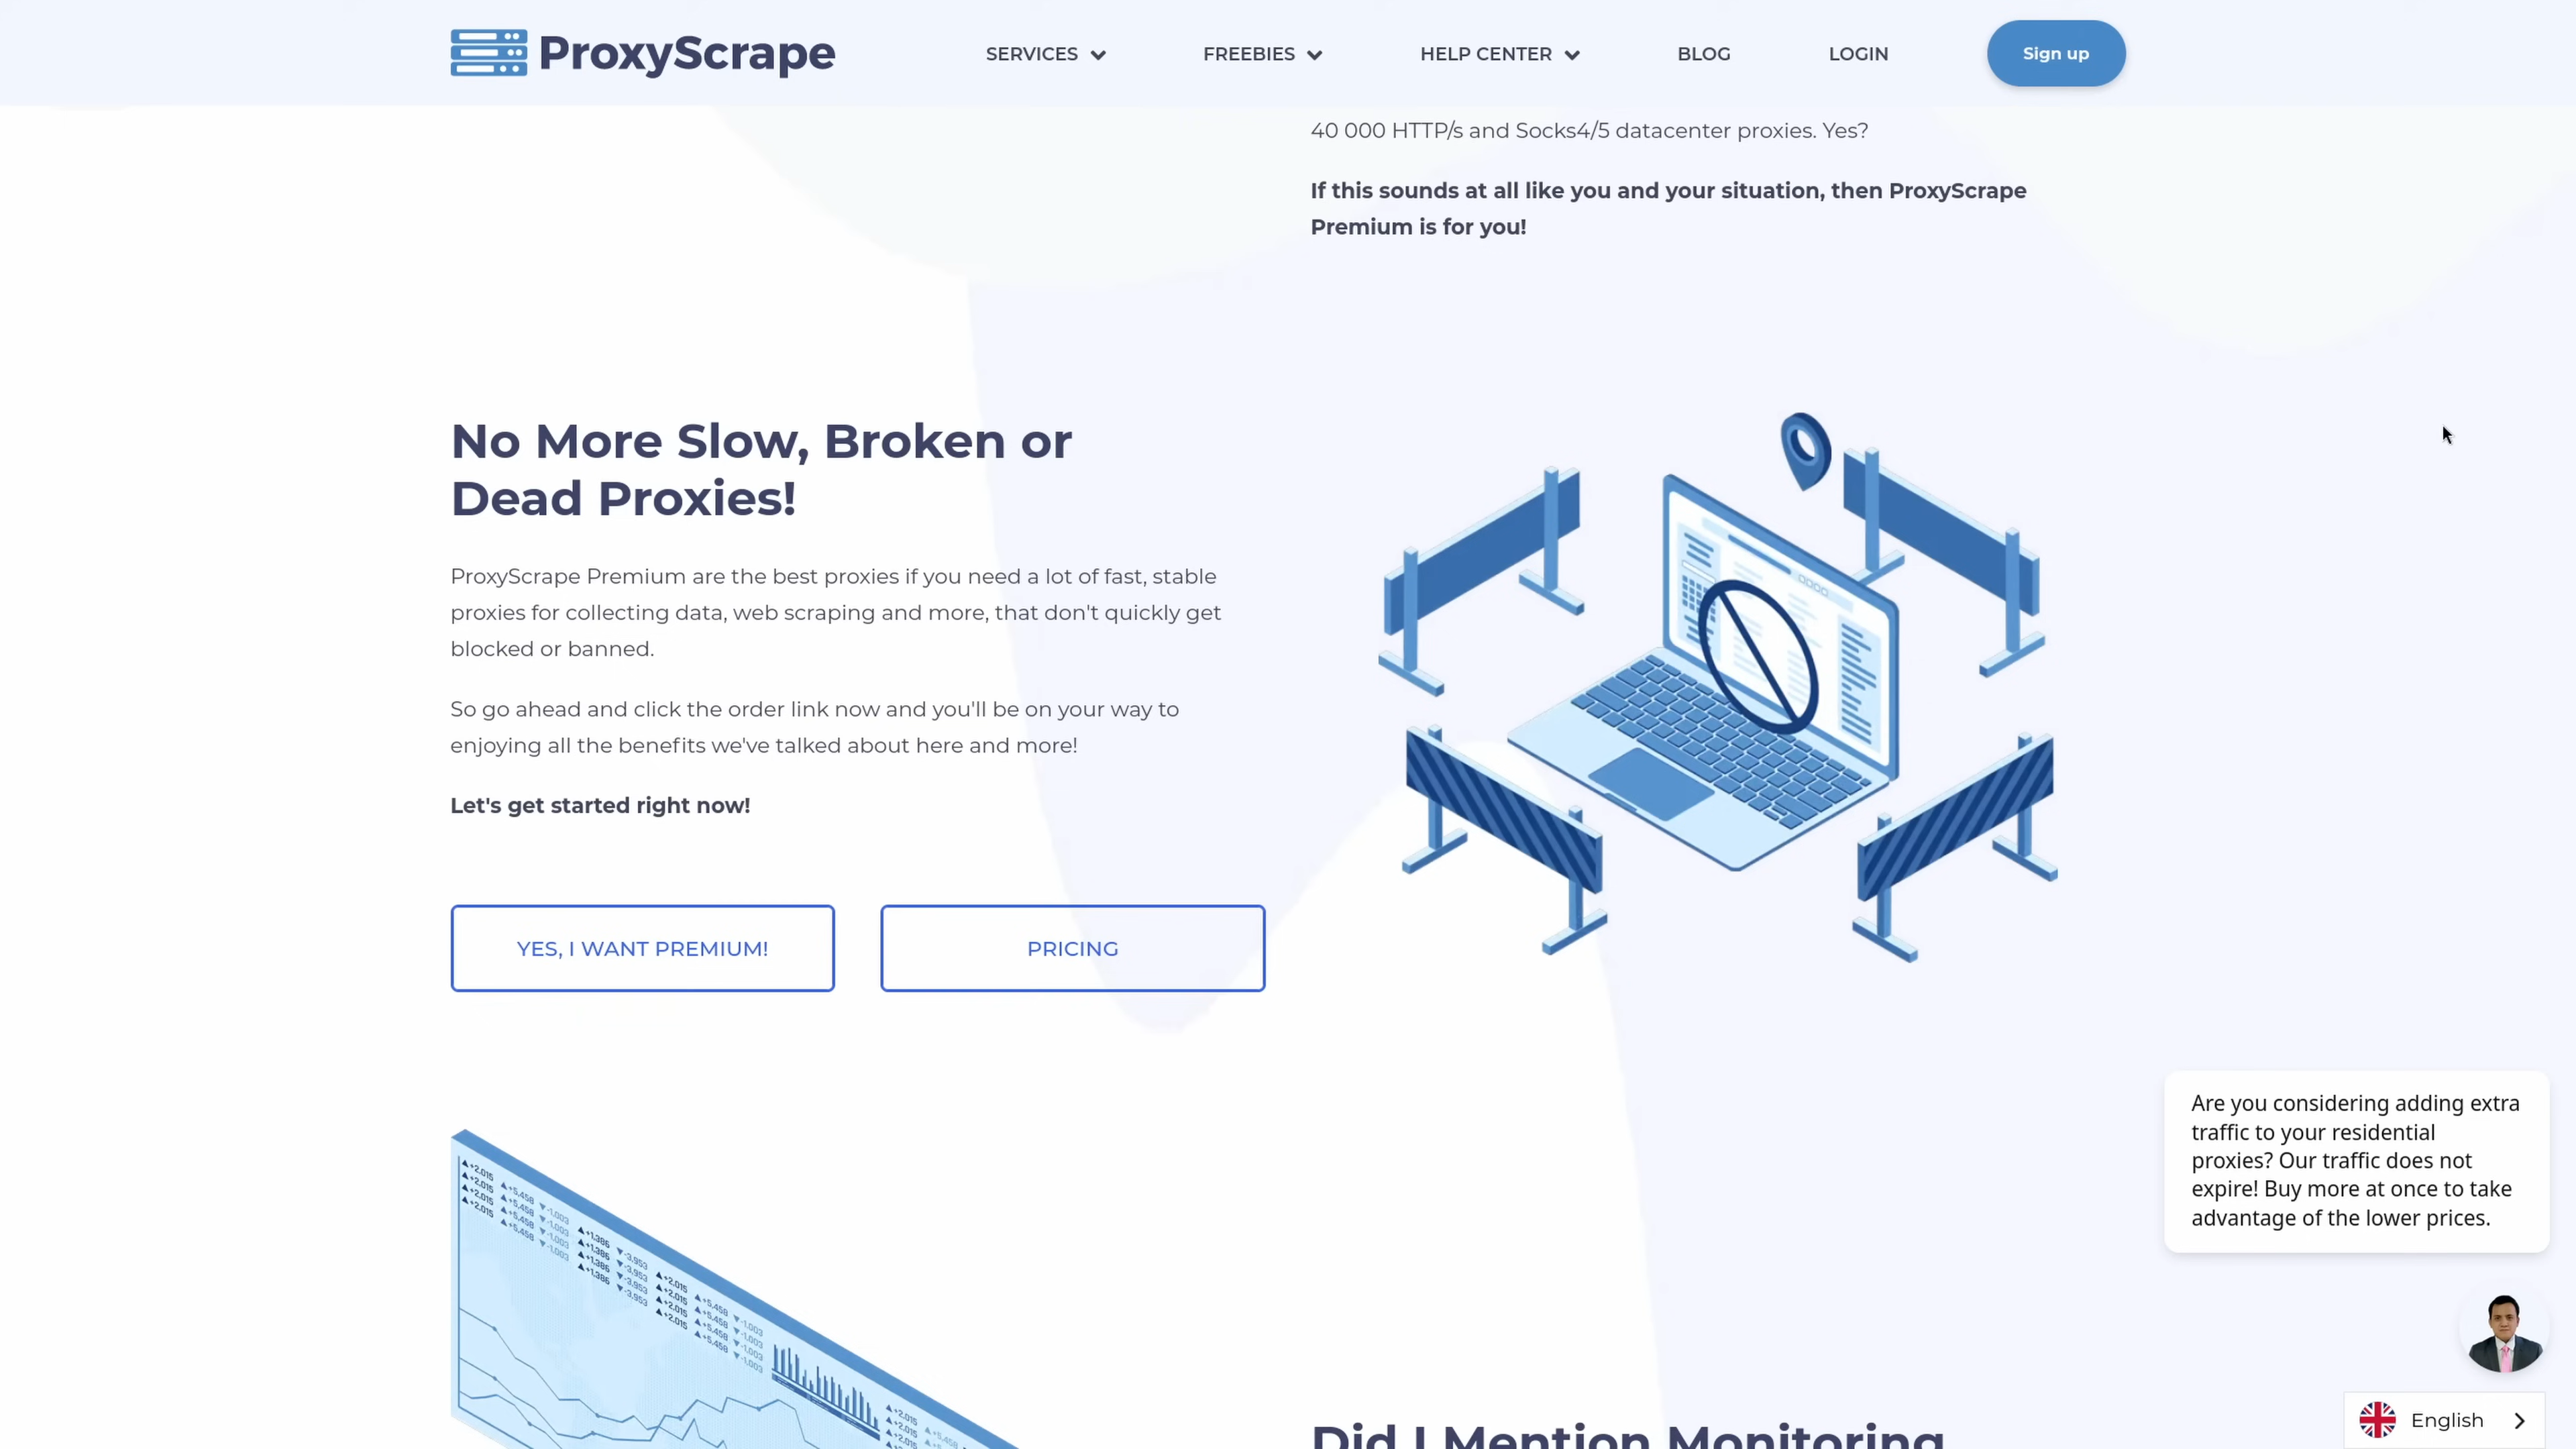 ProxyScrape
SERVICES
FREEBIES
HELP CENTER
BLOG
LOGIN
Sign up
40 000 HTTP/s and Socks4/5 datacenter proxies. Yes?
If this sounds at all like you and your situation, then ProxyScrape
Premium is for you!
No More Slow, Broken or
Dead Proxies!
ProxyScrape Premium are the best proxies if you need a lot of fast, stable
proxies for collecting data, web scraping and more, that don't quickly get
blocked or banned.
So go ahead and click the order link now and you'll be on your way to
enjoying all the benefits we've talked about here and more!
Let's get started right now!
YES, I WANT PREMIUM!
PRICING
Are you considering adding extra
traffic to your residential
proxies? Our traffic does not
expire! Buy more at once to take
advantage of the lower prices.
Did I Mention Monitoring
English